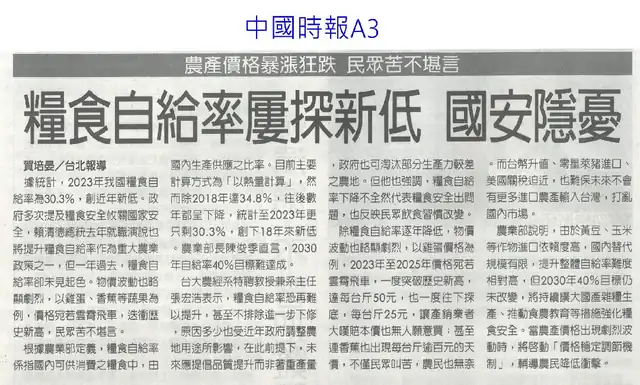 中國時報A3
農產價格暴漲狂跌 民眾苦不堪言
糧食自給率屢探新低 國安隱憂
賀培晏／台北報導
據統計，2023年我國糧食自
給率為30.3%，創近年新低。政
府多次提及糧食安全攸關國家安
全，賴清德總統去年就職演說也
將提升糧食自給率作為重大農業
政策之一，但一年過去，糧食自
給率卻未見起色。物價波動也略
顯劇烈，以雞蛋、香蕉等蔬果為
例，價格宛若雲霄飛車，迭衝歷
史新高，民眾苦不堪言。
根據農業部定義，糧食自給率
係指國內可供消費之糧食中，由
國內生產供應之比率。目前主要
計算方式為「以熱量計算」，然
而除2018年達34.8%，往後數
年都呈下降，統計至2023年更
只剩30.3%，創下18年來新低
。農業部長陳俊季直言，2030
年自給率40%目標難達成。
台大農經系特聘教授兼系主任
張宏浩表示，糧食自給率恐再難
以提升，甚至不排除進一步下修
，原因多少也受近年政府調整農
地用途所影響，在此前提下，未
來應提倡品質提升而非著重產量
，政府也可淘汰部分生產力較差
之農地。但他也強調，糧食自給
率下降不全然代表糧食安全出問
題，也反映民眾飲食習慣改變。
除糧食自給率逐年降低，物價
波動也略顯劇烈，以雞蛋價格為
例，2023年至2025年價格宛若
雲霄飛車，一度突破歷史新高，
達每台斤50元，也一度往下探
底，每台斤25元，讓產銷業者
大嘆賠本價也無人願意買；甚至
連香蕉也出現每台斤逾百元的天
價，不僅民眾叫苦，農民也無奈
。而台幣升值、零星萊豬進口、
美國關稅迫近，也難保未來不會
有更多進口農產輸入台灣，打亂
國內市場。
農業部說明，由於黃豆、玉米
等作物進口依賴度高，國內替代
規模有限，提升整體自給率難度
相對高，但2030年40%目標仍
未改變，將持續擴大國產雜糧生
產、推動食農教育等措施強化糧
食安全。當農產價格出現劇烈波
動時，將啟動「價格穩定調節機
制」，輔導農民降低衝擊。